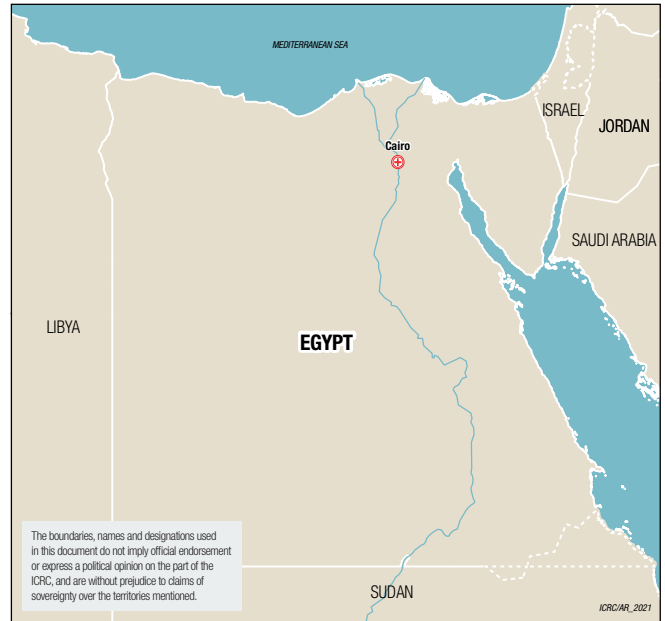 MEDITERRANEAN SEA
ISRAEL
JORDAN
Cairo
SAUDI ARABIA
LIBYA
EGYPT
The boundaries, names and designations used
in this document do not imply official endorsement
or express a political opinion on the part of the
ICRC, and are without prejudice to claims of
sovereignty over the territories mentioned.
SUDAN
ICRC/AR_2021